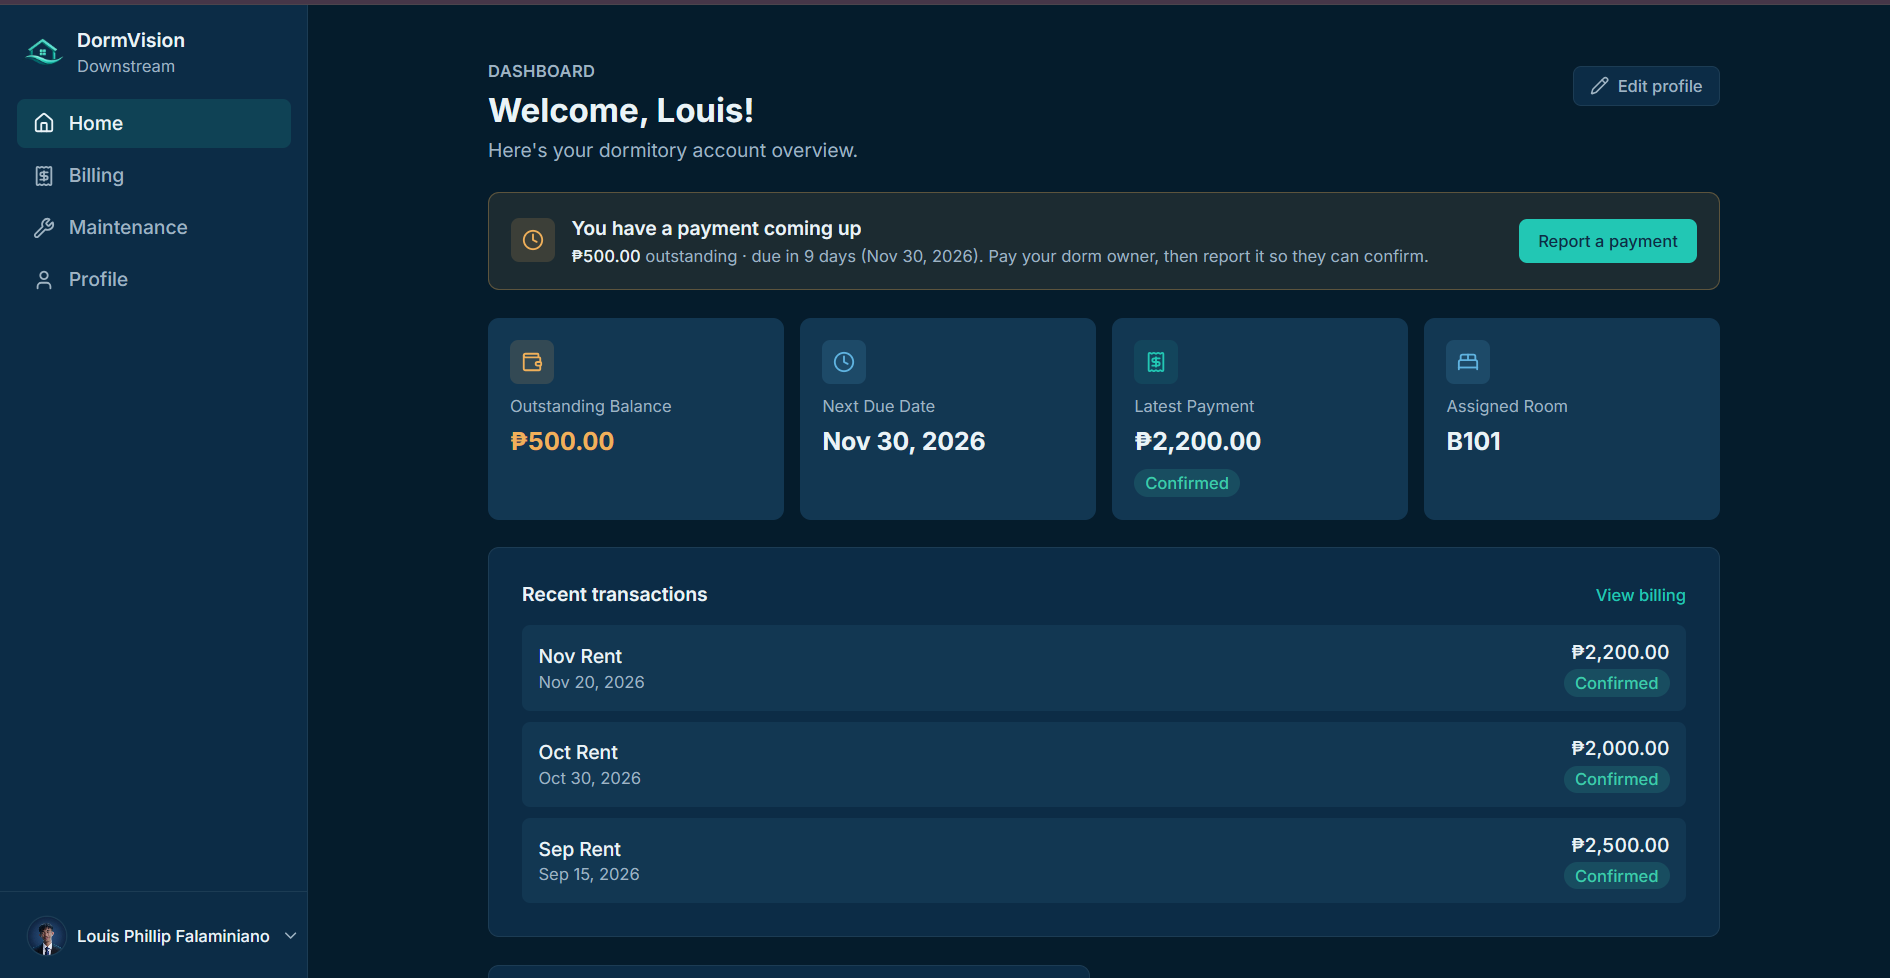 DormVision
Downstream
Home
Billing
Maintenance
Profile
Louis Phillip Falaminiano
DASHBOARD
Welcome, Louis!
Here's your dormitory account overview.
Edit profile
You have a payment coming up
₱500.00 outstanding · due in 9 days (Nov 30, 2026). Pay your dorm owner, then report it so they can confirm.
Report a payment
Outstanding Balance
₱500.00
Next Due Date
Nov 30, 2026
Latest Payment
₱2,200.00
Confirmed
Assigned Room
B101
Recent transactions
View billing
Nov Rent
Nov 20, 2026
₱2,200.00
Confirmed
Oct Rent
Oct 30, 2026
₱2,000.00
Confirmed
Sep Rent
Sep 15, 2026
₱2,500.00
Confirmed